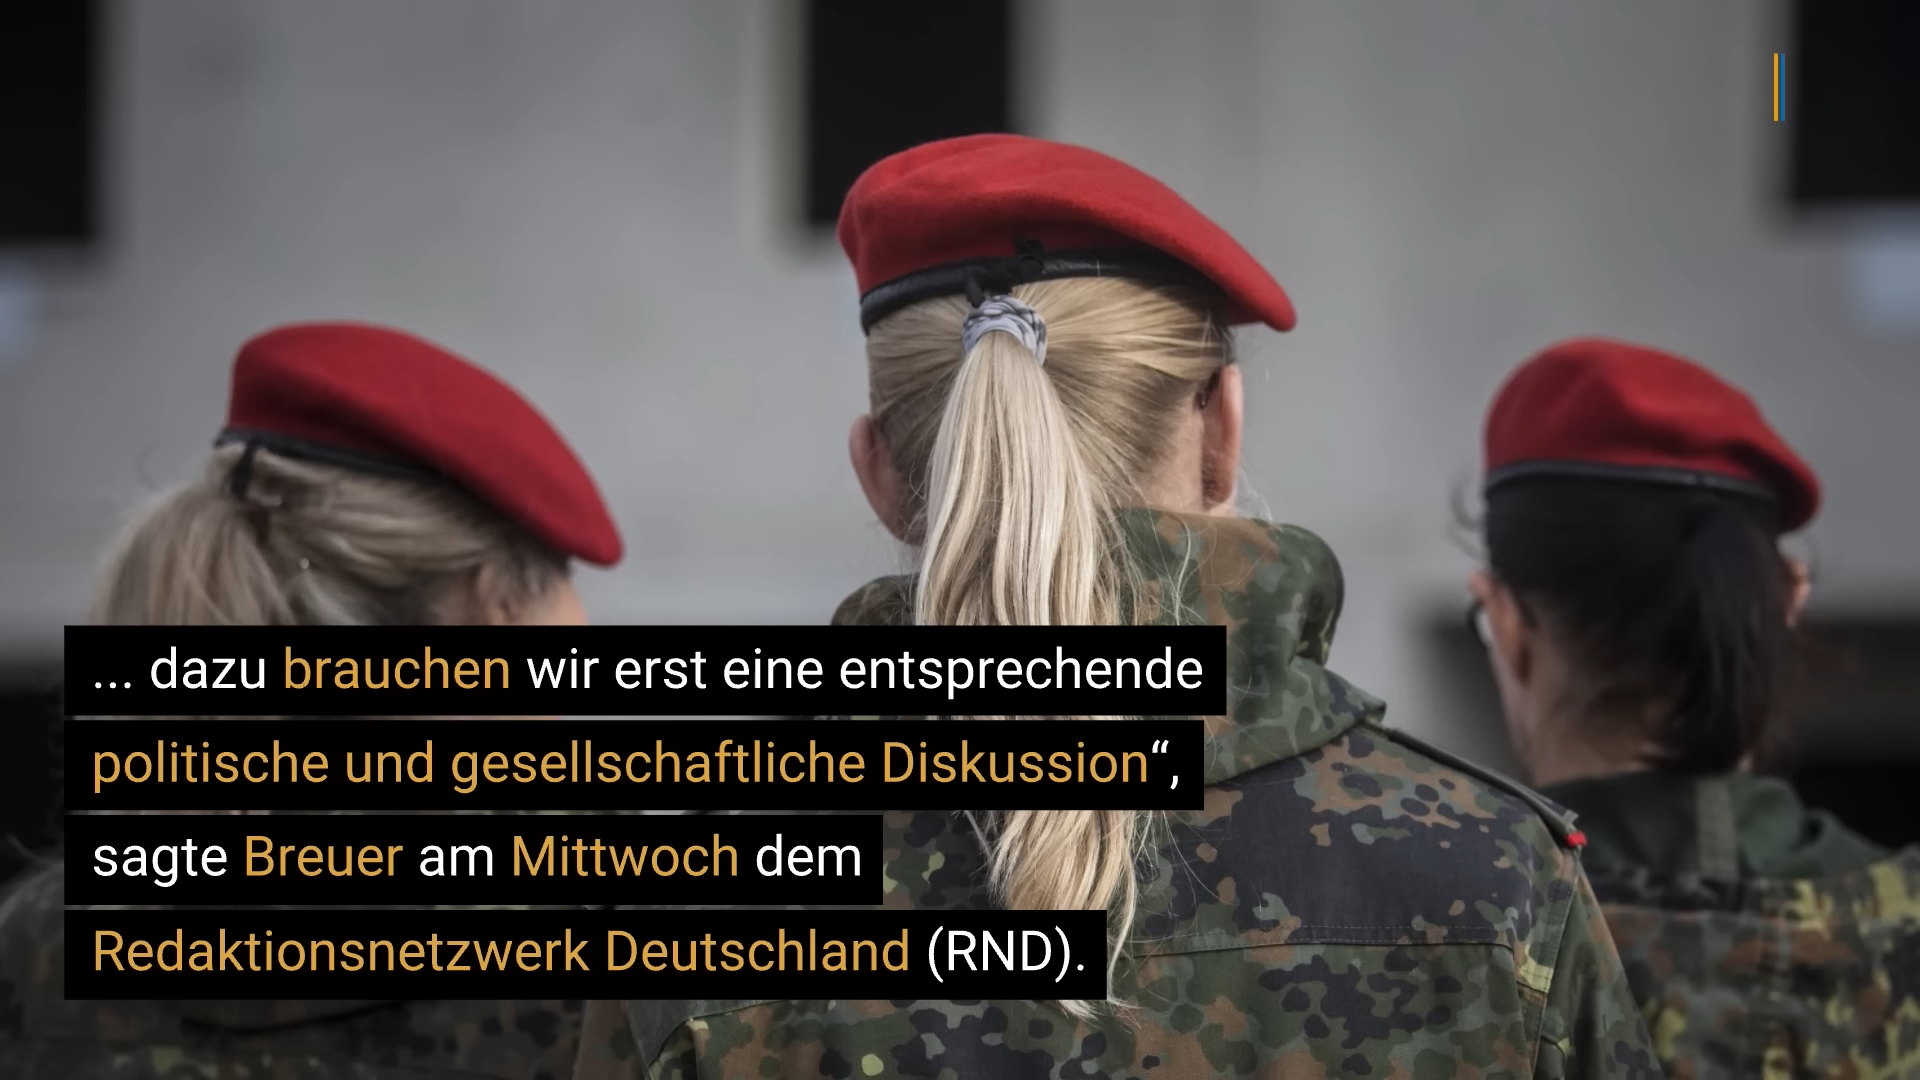 ... dazu brauchen wir erst eine entsprechende
politische und gesellschaftliche Diskussion“,
sagte Breuer am Mittwoch dem
Redaktionsnetzwerk Deutschland (RND).